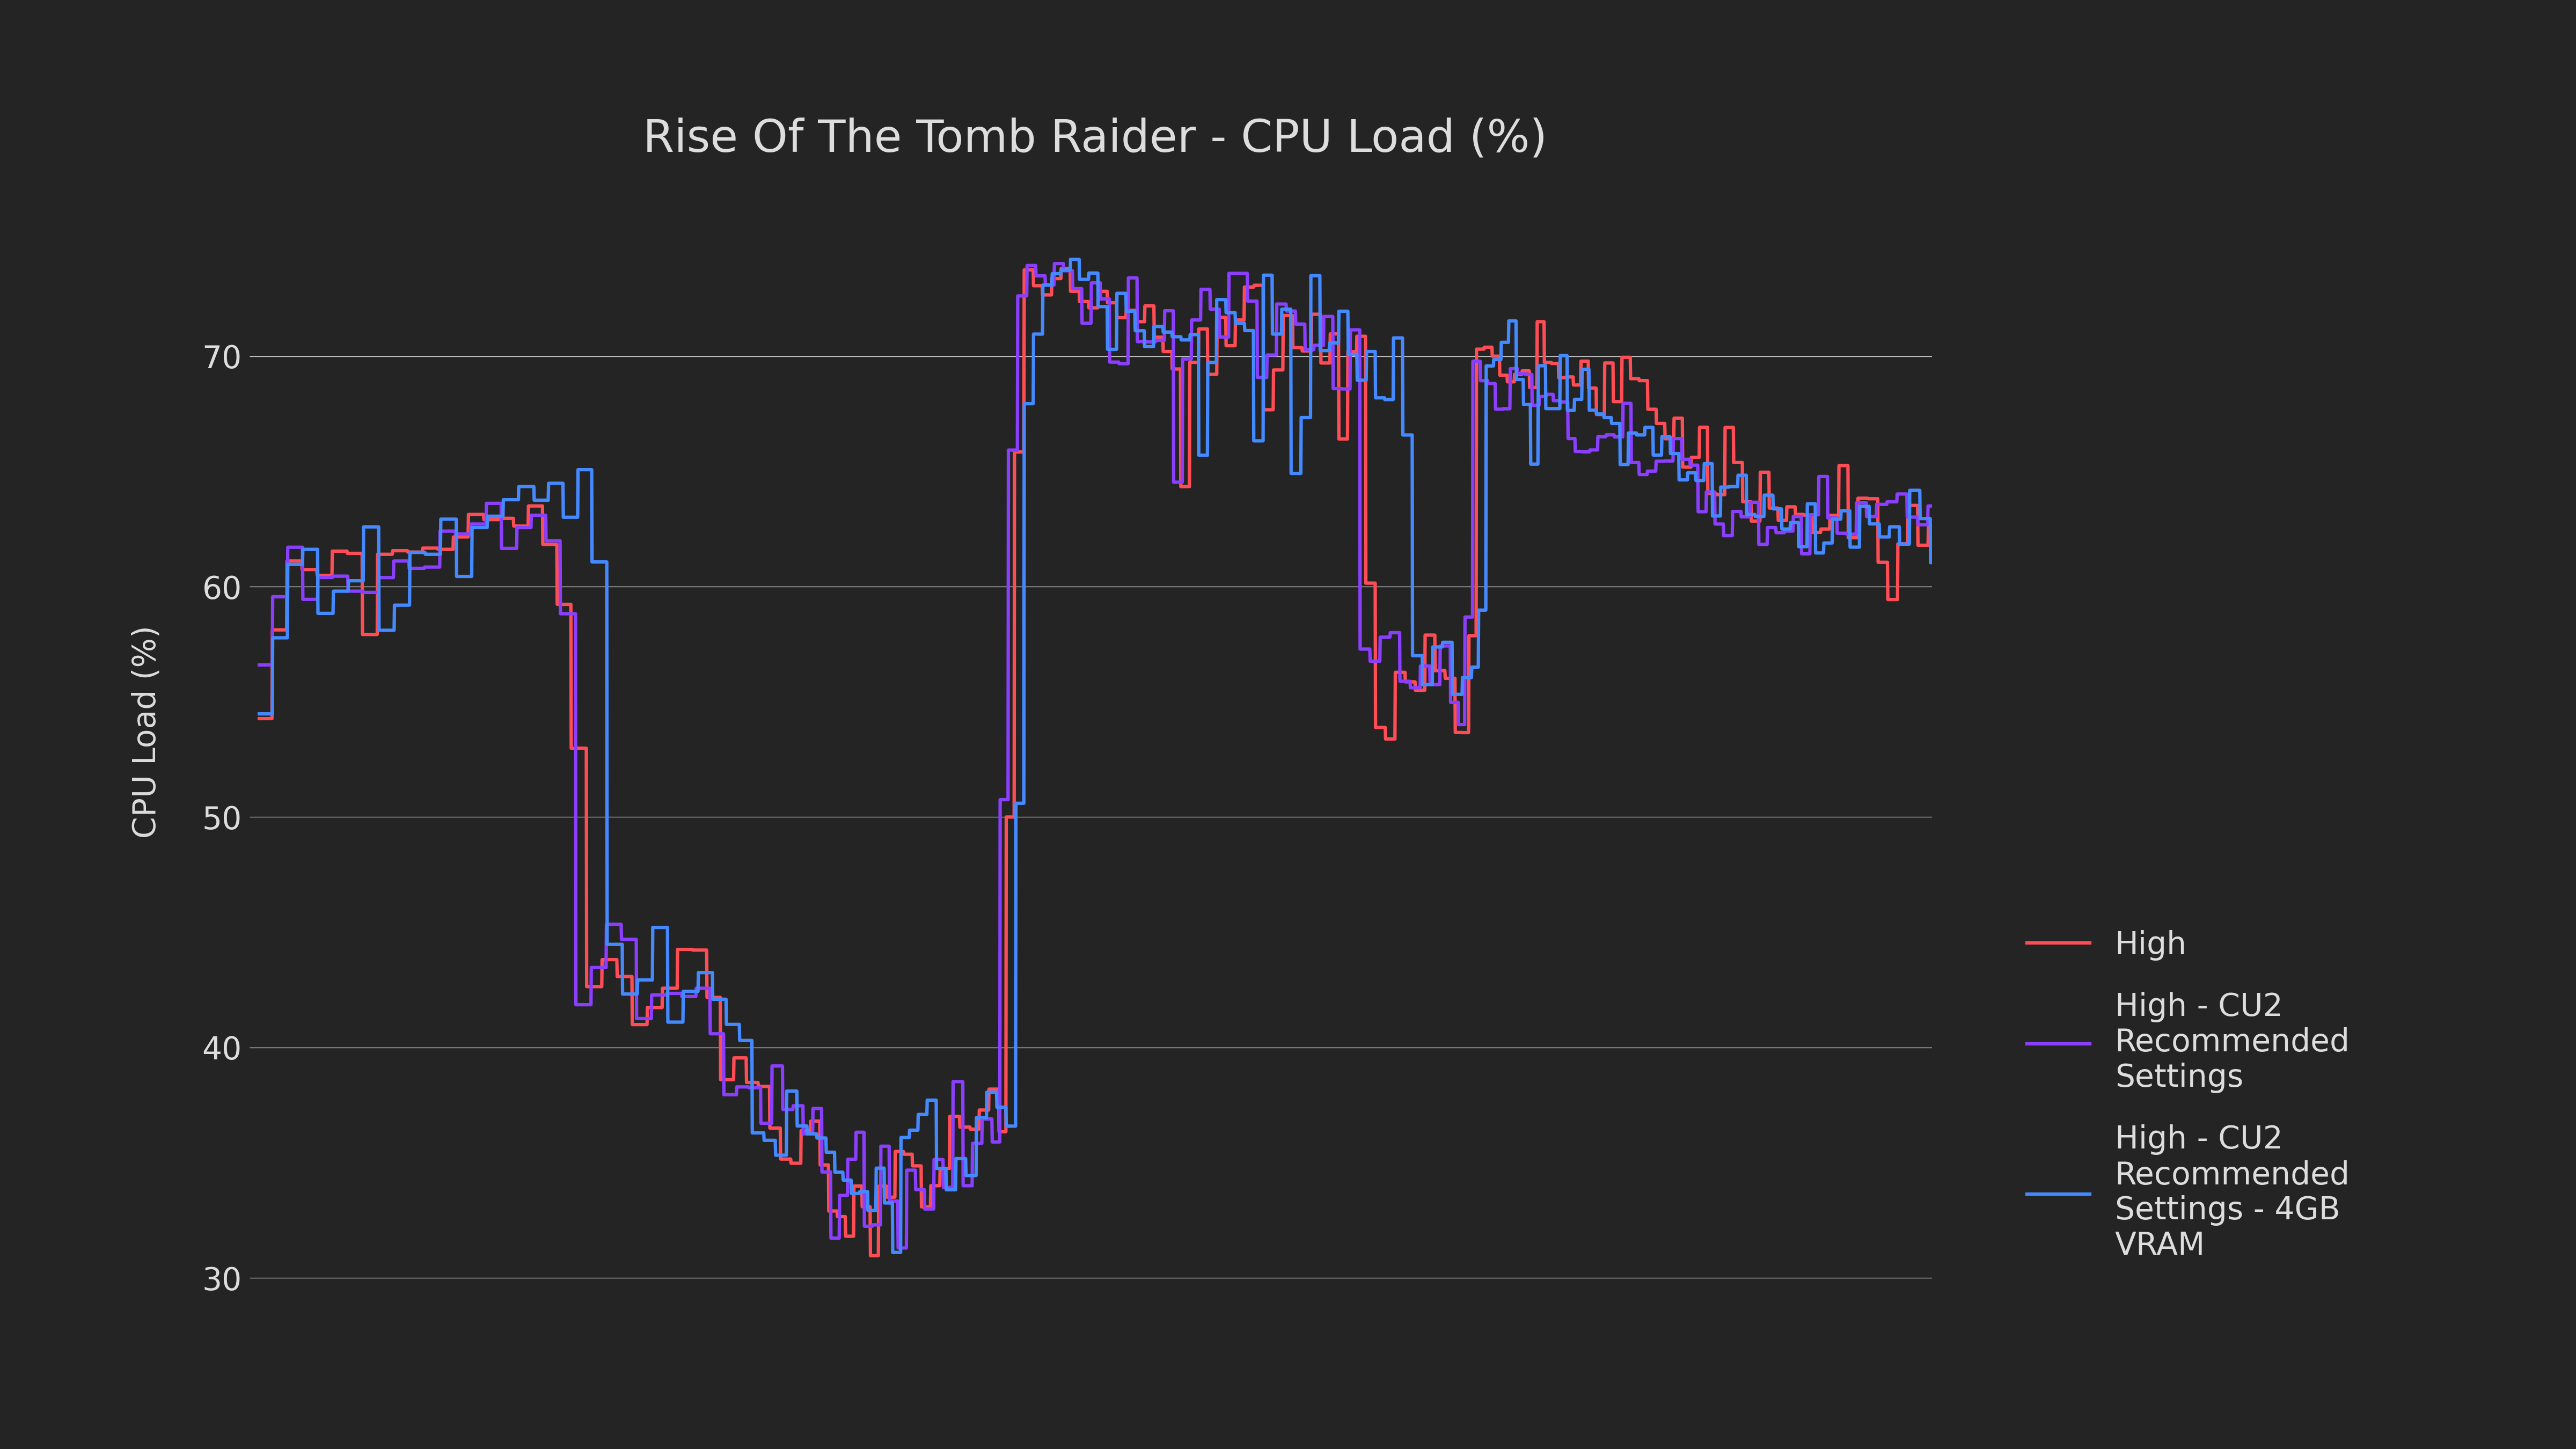 Rise Of The Tomb Raider - CPU Load (%)
CPU Load (%)
70
60
50
40
30
High
High - CU2
Recommended
Settings
High - CU2
Recommended
Settings - 4GB
VRAM